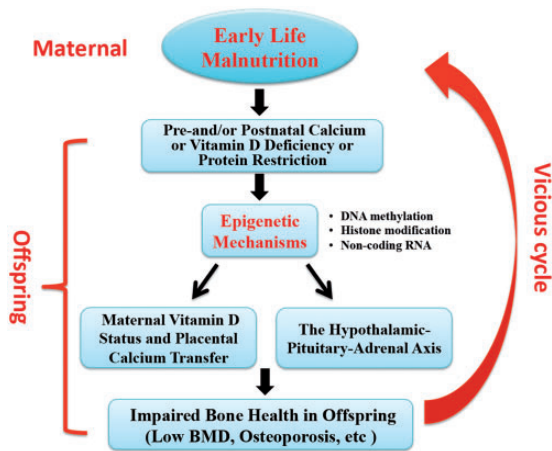 Maternal
Early Life
Malnutrition
Pre-and/or Postnatal Calcium
or Vitamin D Deficiency or
Protein Restriction
Epigenetic
Mechanisms
• DNA methylation
• Histone modification
• Non-coding RNA
Offspring
Vicious cycle
Maternal Vitamin D
Status and Placental
Calcium Transfer
The Hypothalamic-
Pituitary-Adrenal Axis
Impaired Bone Health in Offspring
(Low BMD, Osteoporosis, etc )